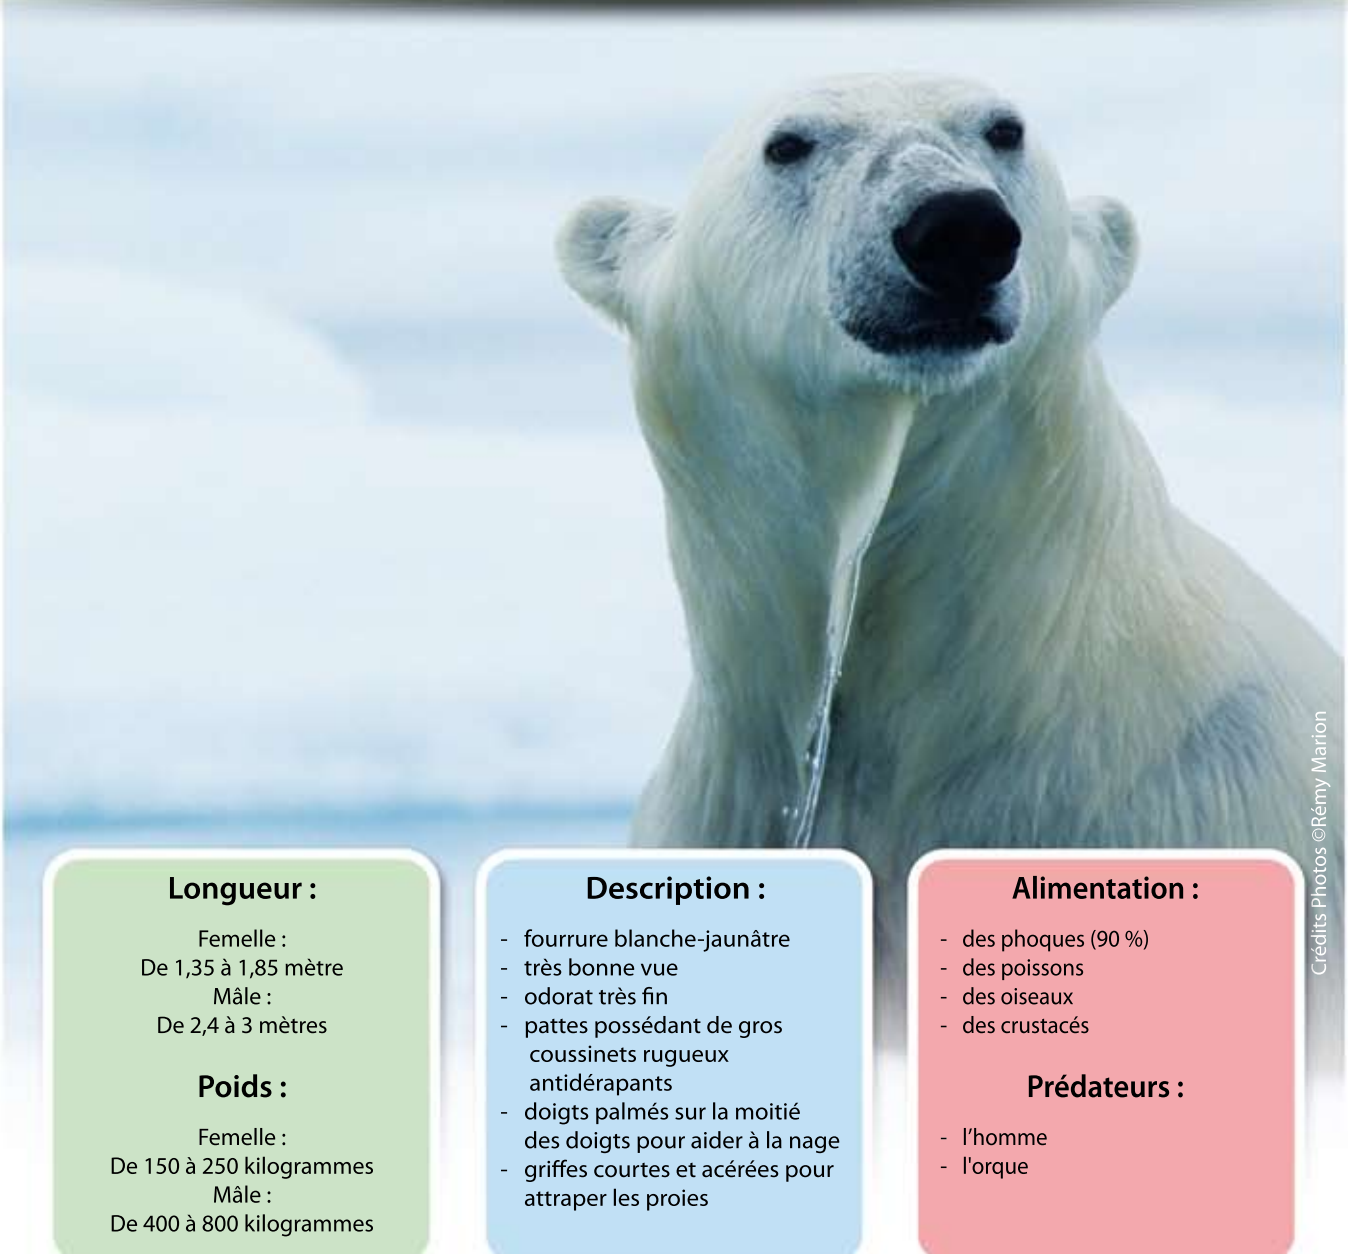 Crédits Photos ©Rémy Marion
Longueur :
Femelle :
De 1,35 à 1,85 mètre
Mâle :
De 2,4 à 3 mètres
Poids :
Femelle :
De 150 à 250 kilogrammes
Mâle :
De 400 à 800 kilogrammes
Description :
- fourrure blanche-jaunâtre
- très bonne vue
- odorat très fin
- pattes possédant de gros
coussinets rugueux
antidérapants
- doigts palmés sur la moitié
des doigts pour aider à la nage
- griffes courtes et acérées pour
attraper les proies
Alimentation :
- des phoques (90 %)
- des poissons
- des oiseaux
- des crustacés
Prédateurs :
- l’homme
- l'orque